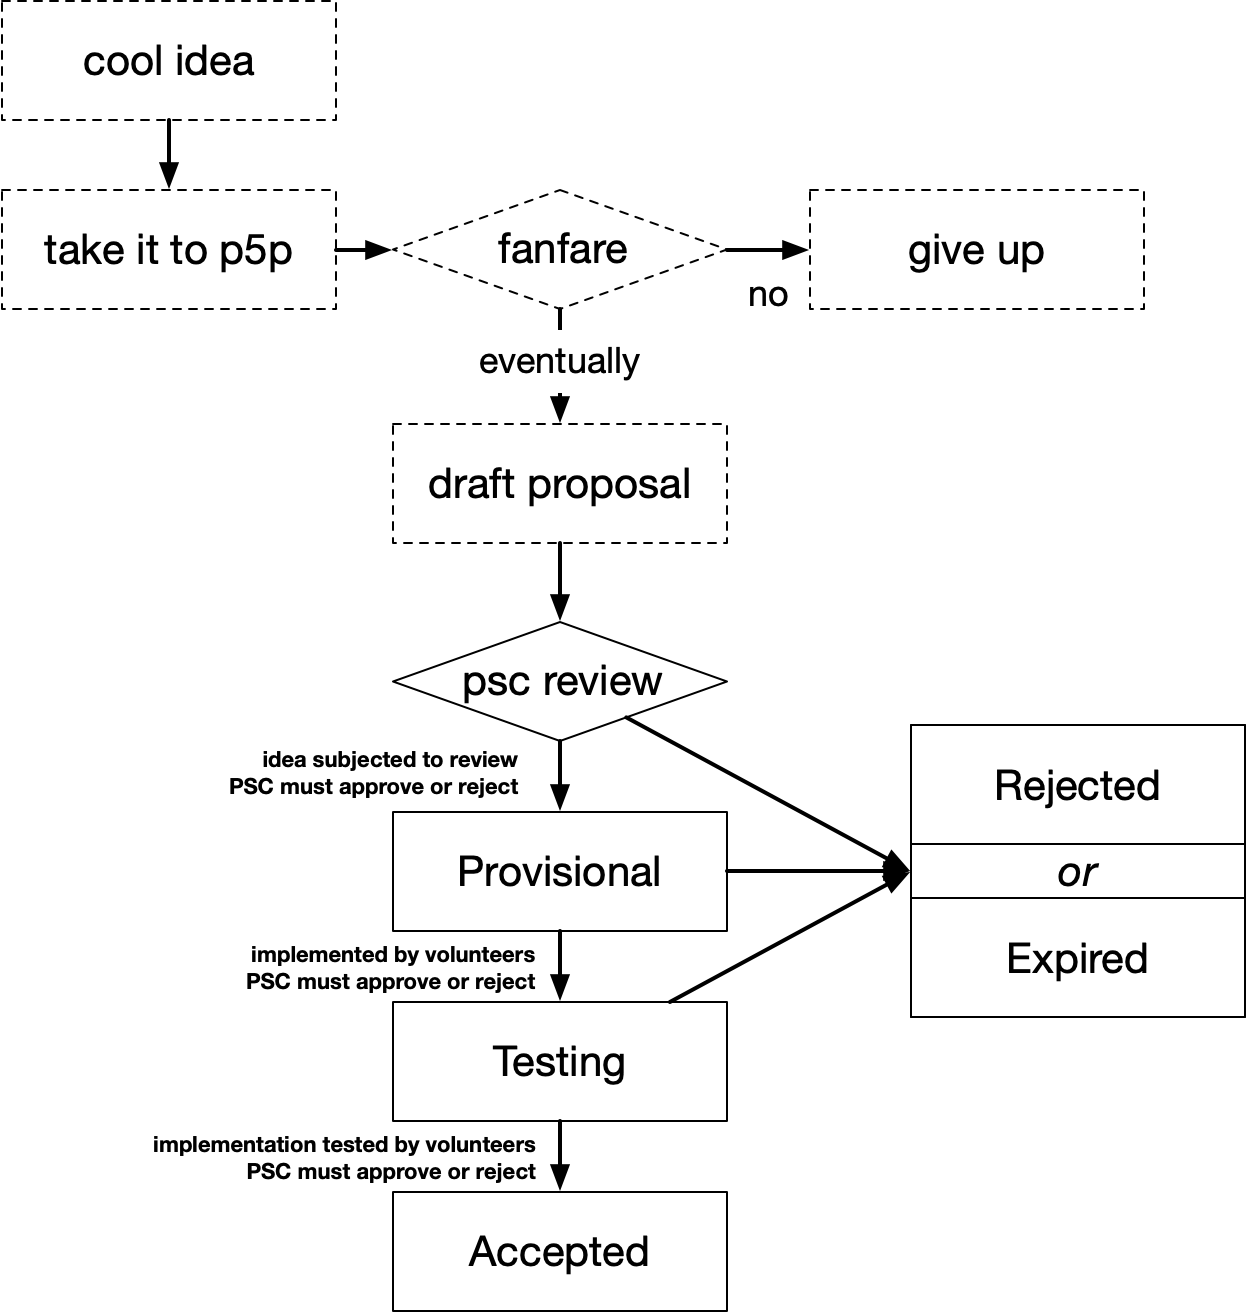 cool idea
take it to p5p
fanfare
no
give up
eventually
draft proposal
psc review
idea subjected to review
PSC must approve or reject
Rejected
or
Expired
Provisional
implemented by volunteers
PSC must approve or reject
Testing
implementation tested by volunteers
PSC must approve or reject
Accepted